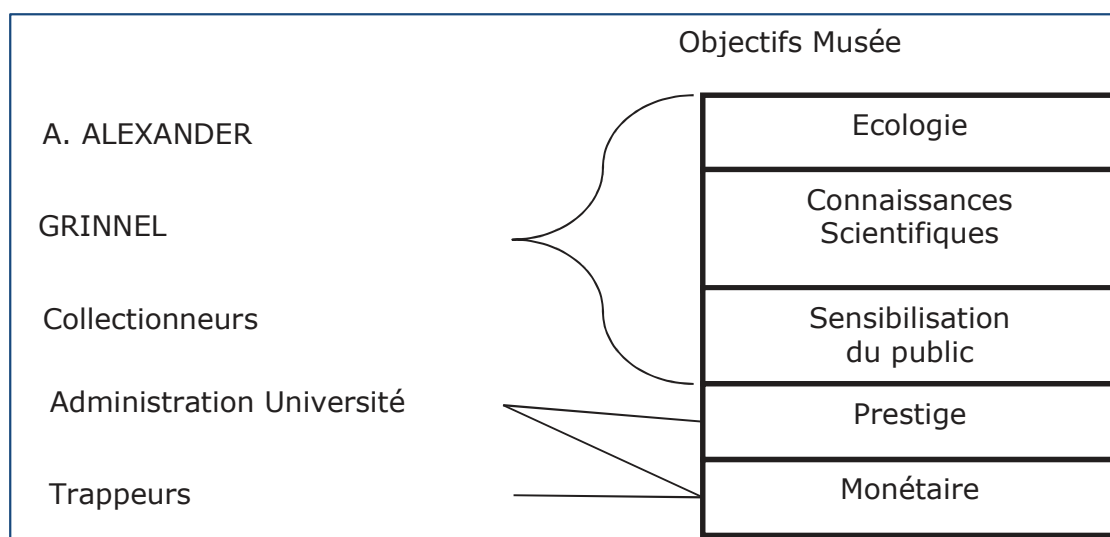 Objectifs Musée
A. ALEXANDER
Ecologie
GRINNEL
Connaissances
Scientifiques
Collectionneurs
Sensibilisation
du public
Administration Université
Prestige
Trappeurs
Monétaire